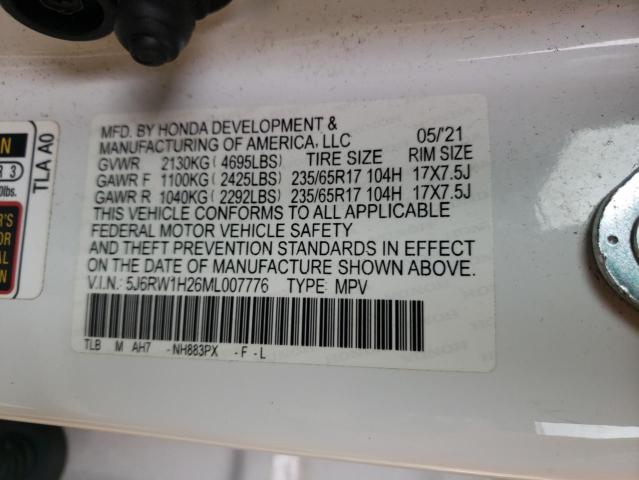 MFD. BY HONDA DEVELOPMENT &
MANUFACTURING OF AMERICA, LLC 05/'21
GVWR 2130KG ( 4695LBS) TIRE SIZE RIM SIZE
GAWR F 1100KG ( 2425LBS) 235/65R17 104H 17X7.5J
GAWR R 1040KG ( 2292LBS) 235/65R17 104H 17X7.5J
THIS VEHICLE CONFORMS TO ALL APPLICABLE
FEDERAL MOTOR VEHICLE SAFETY
AND THEFT PREVENTION STANDARDS IN EFFECT
ON THE DATE OF MANUFACTURE SHOWN ABOVE.
V.I.N.: 5J6RW1H26ML007776 TYPE: MPV
TLB M AH7 -NH883PX -F-L
TLA A0